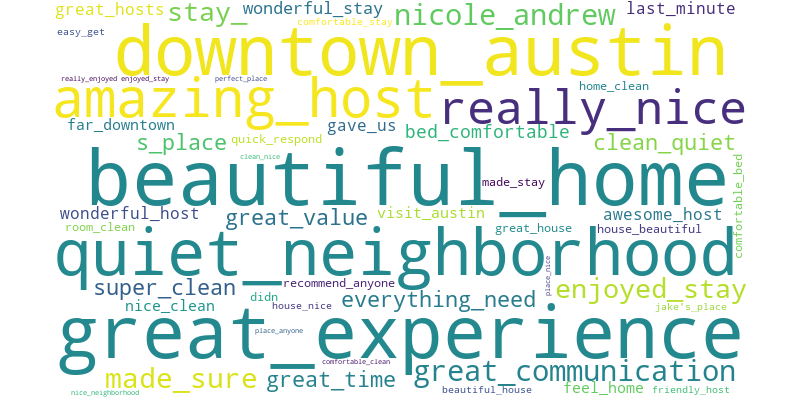 great_hosts
stay_
wonderful_stay
nicole_andrew
last_minute
comfortable_stay
easy_get
downtown_austin
really_enjoyed
enjoyed_stay
perfect_place
amazing_host
home_clean
really_nice
far_downtown
gave_us
bed_comfortable
s_place
quick_respond
clean_quiet
clean_nice
beautiful_home
made_stay
comfortable_bed
wonderful_host
great_value
visit_austin
awesome_host
room_clean
great_house
house_beautiful
quiet_neighborhood
place_nice
super_clean
recommend_anyone
enjoyed_stay
nice_clean
didn
house_nice
everything_need
jake's_place
great_experience
place_anyone
comfortable_clean
made_sure
great_time
great_communication
nice_neighborhood
beautiful_house
feel_home
friendly_host